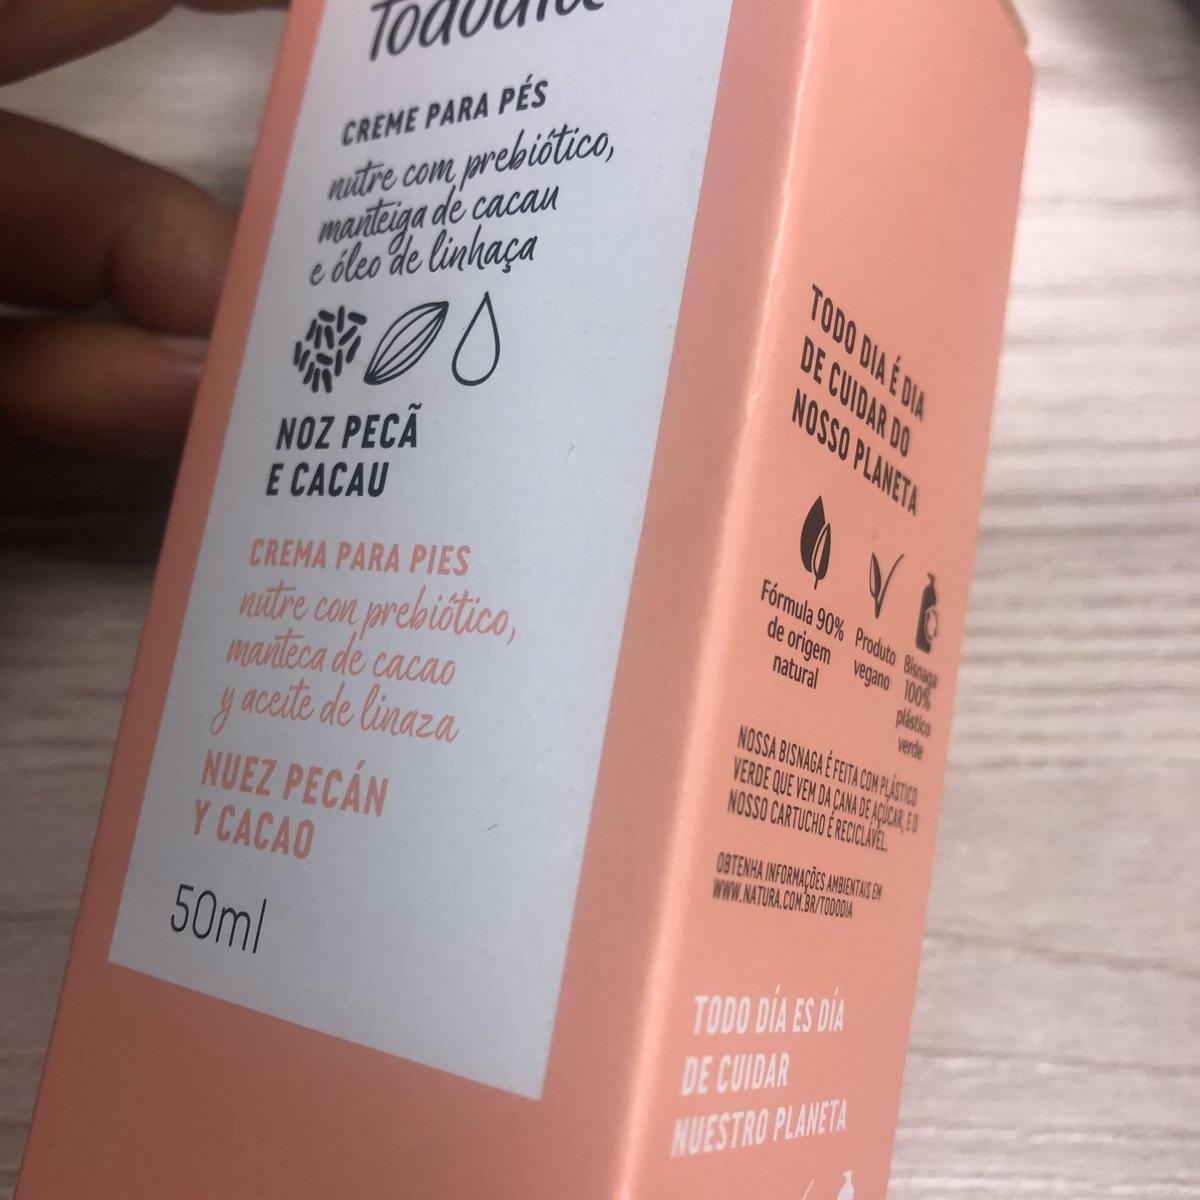 Tododia
CREME PARA PÉS
nutre com prebiótico,
manteiga de cacau
e óleo de linhaça
NOZ PECÃ
E CACAU
CREMA PARA PIES
nutre con prebiótico,
manteca de cacao
y aceite de linaza
NUEZ PECÁN
Y CACAO
50ml
TODO DIA É DIA
DE CUIDAR DO
NOSSO PLANETA
Fórmula 90%
de origem
natural
Produto
vegano
Bisnaga
100%
plástico
verde
NOSSA BISNAGA É FEITA COM PLÁSTICO
VERDE QUE VEM DA CANA DE AÇÚCAR, E O
NOSSO CARTUCHO É RECICLÁVEL.
OBTENHA INFORMAÇÕES AMBIENTAIS EM
WWW.NATURA.COM.BR/TODODIA
TODO DÍA ES DÍA
DE CUIDAR
NUESTRO PLANETA